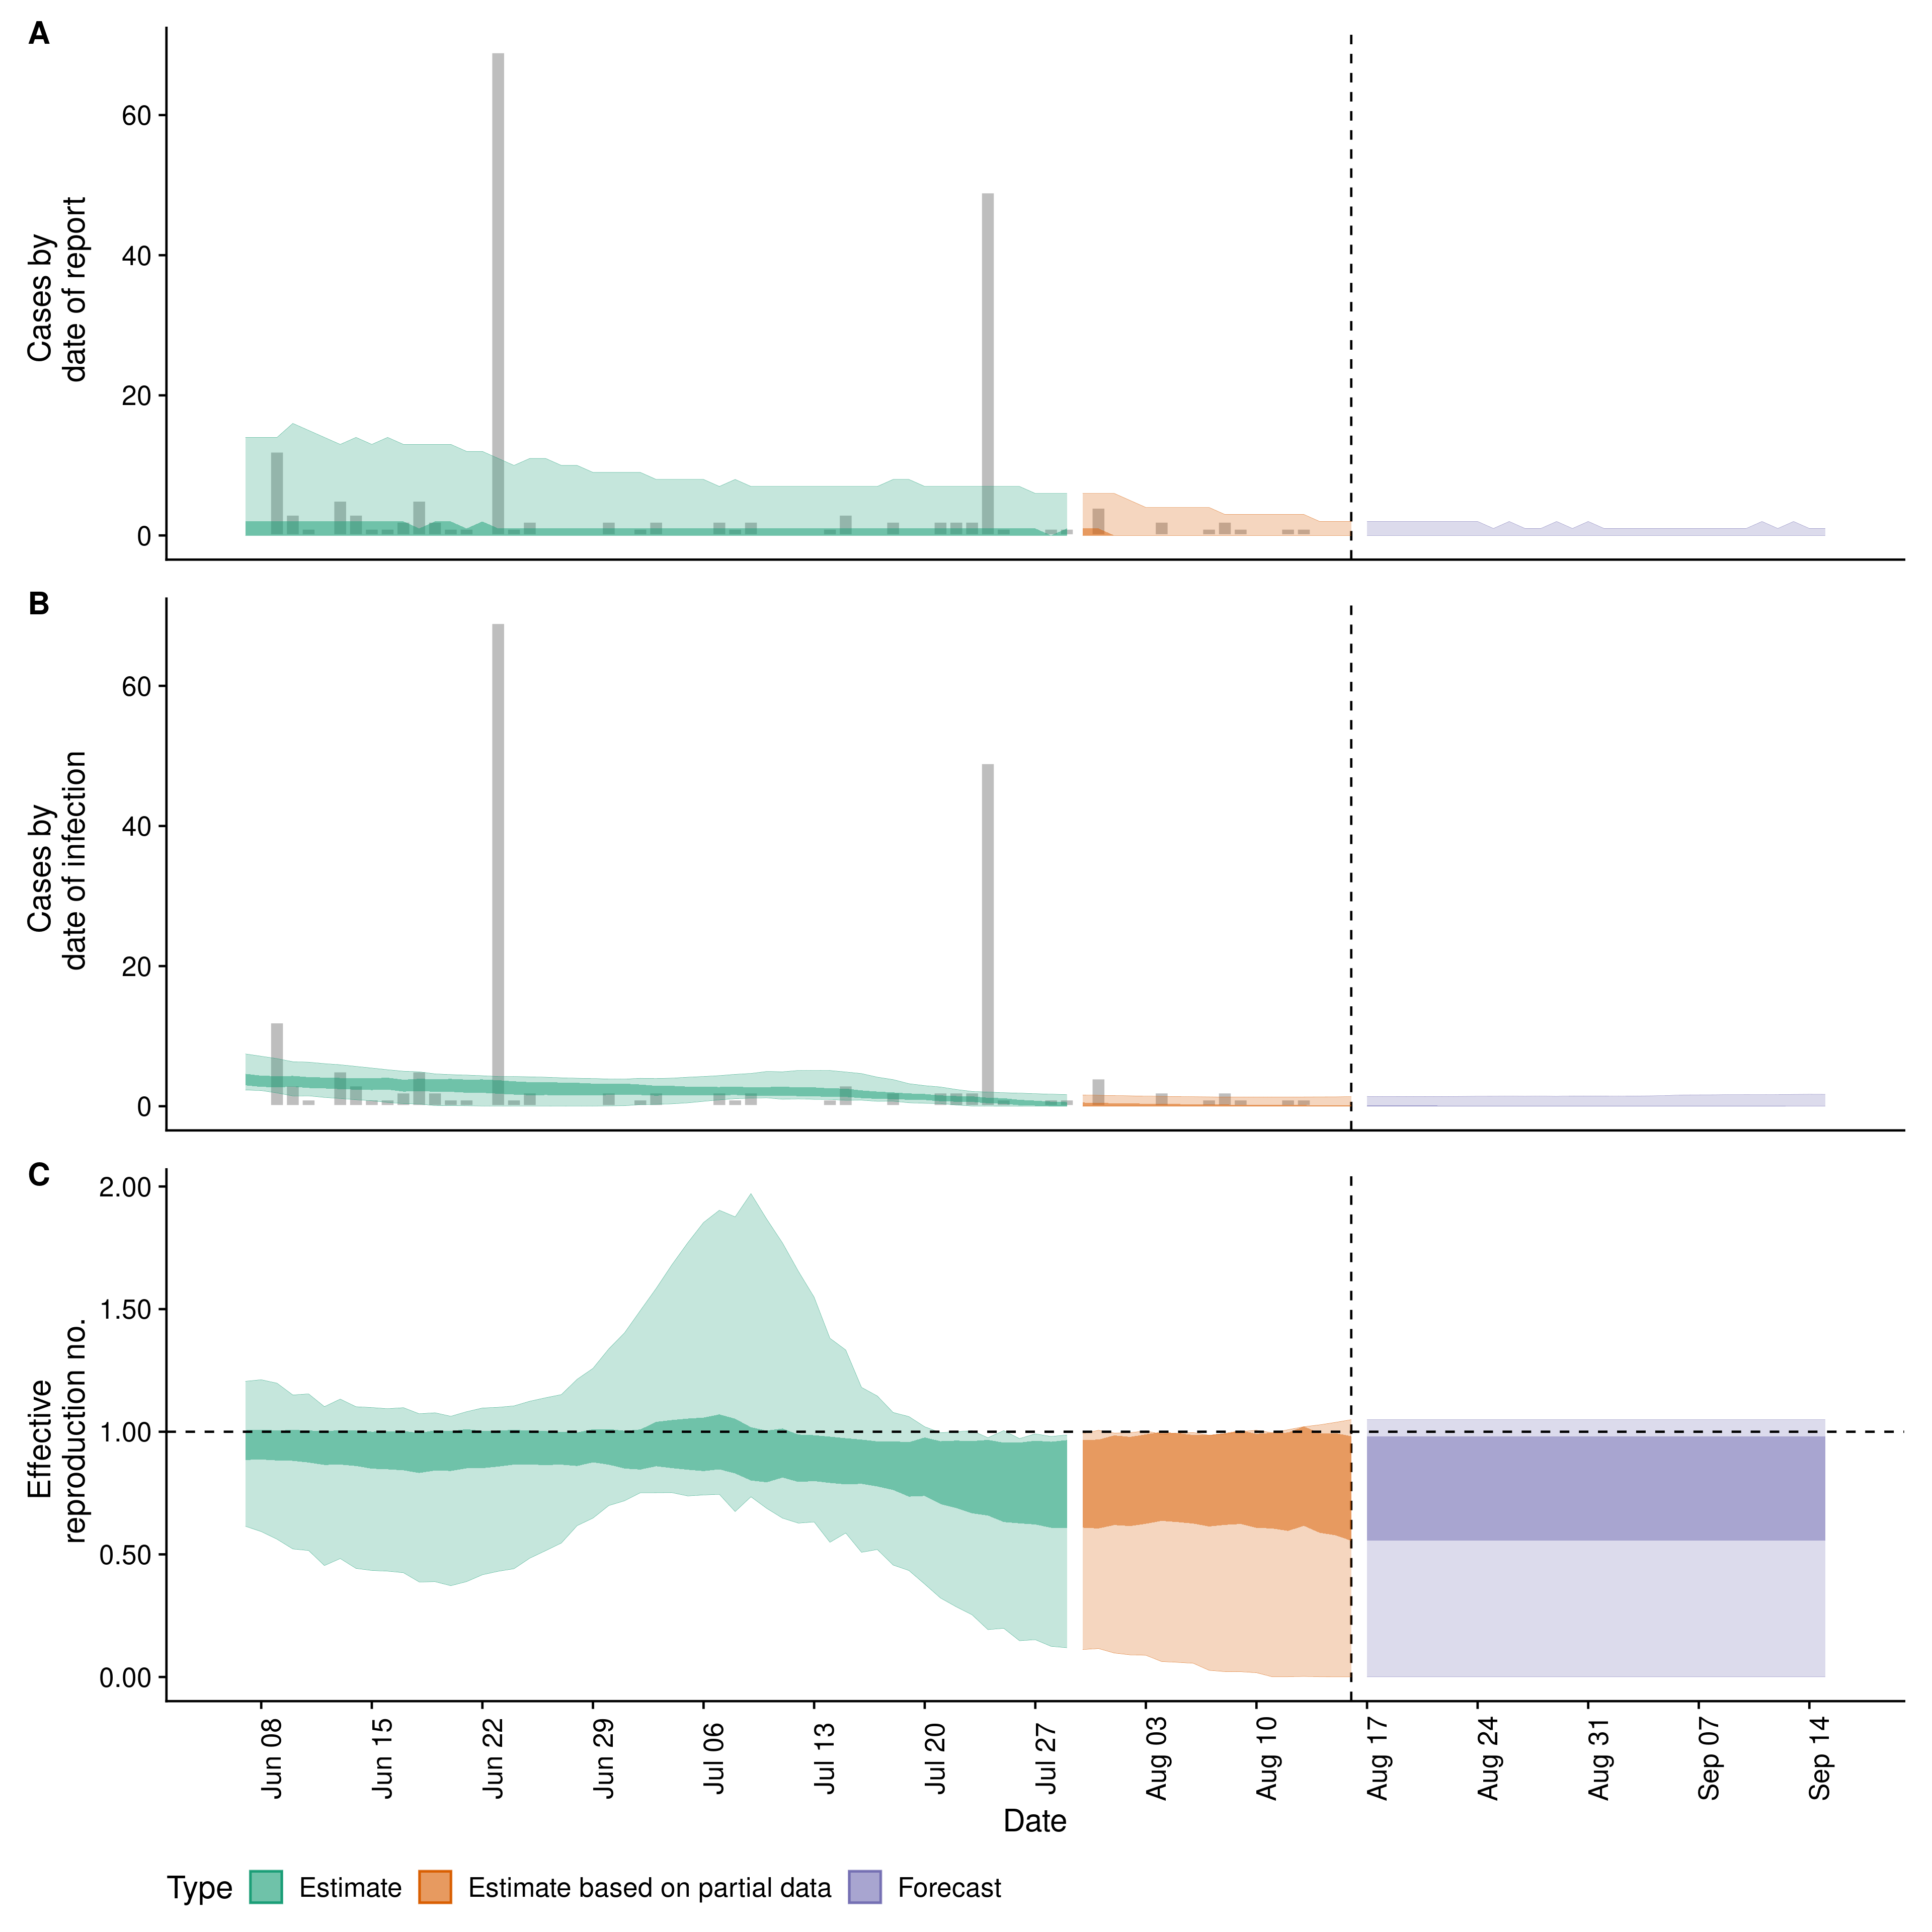 A
Cases by
date of report
60
40
20
0
B
Cases by
date of infection
60
40
20
0
C
Effective
reproduction no.
2.00
1.50
1.00
0.50
0.00
Jun 08
Jun 15
Jun 22
Jun 29
Jul 06
Jul 13
Jul 20
Jul 27
Aug 03
Aug 10
Aug 17
Aug 24
Aug 31
Sep 07
Sep 14
Date
Type Estimate Estimate based on partial data Forecast